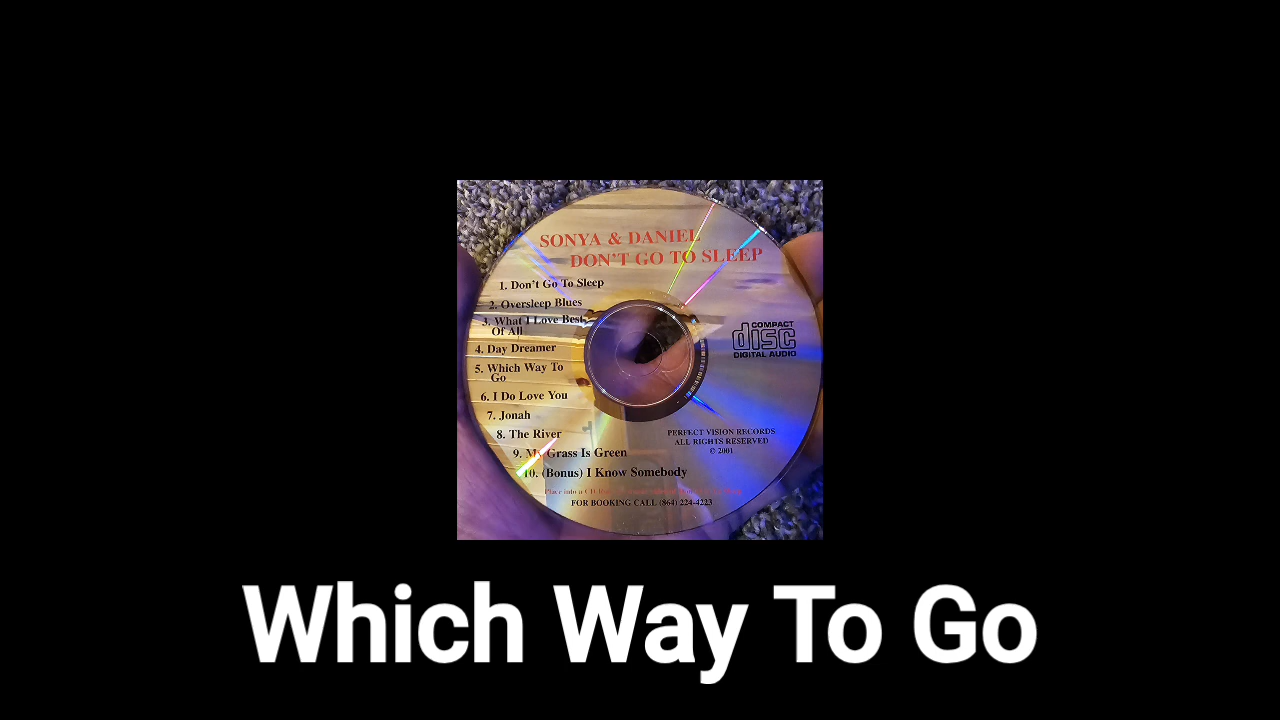 SONYA & DANIEL
DON'T GO TO SLEEP
1. Don't Go To Sleep
2. Oversleep Blues
3. What I Love Best
Of All
4. Day Dreamer
5. Which Way To
Go
6. I Do Love You
7. Jonah
8. The River
9. My Grass Is Green
10. (Bonus) I Know Somebody
COMPACT
disc
DIGITAL AUDIO
PERFECT VISION RECORDS
ALL RIGHTS RESERVED
© 2001
Place into a CD
FOR BOOKING CALL (864) 224-4223
Which Way To Go